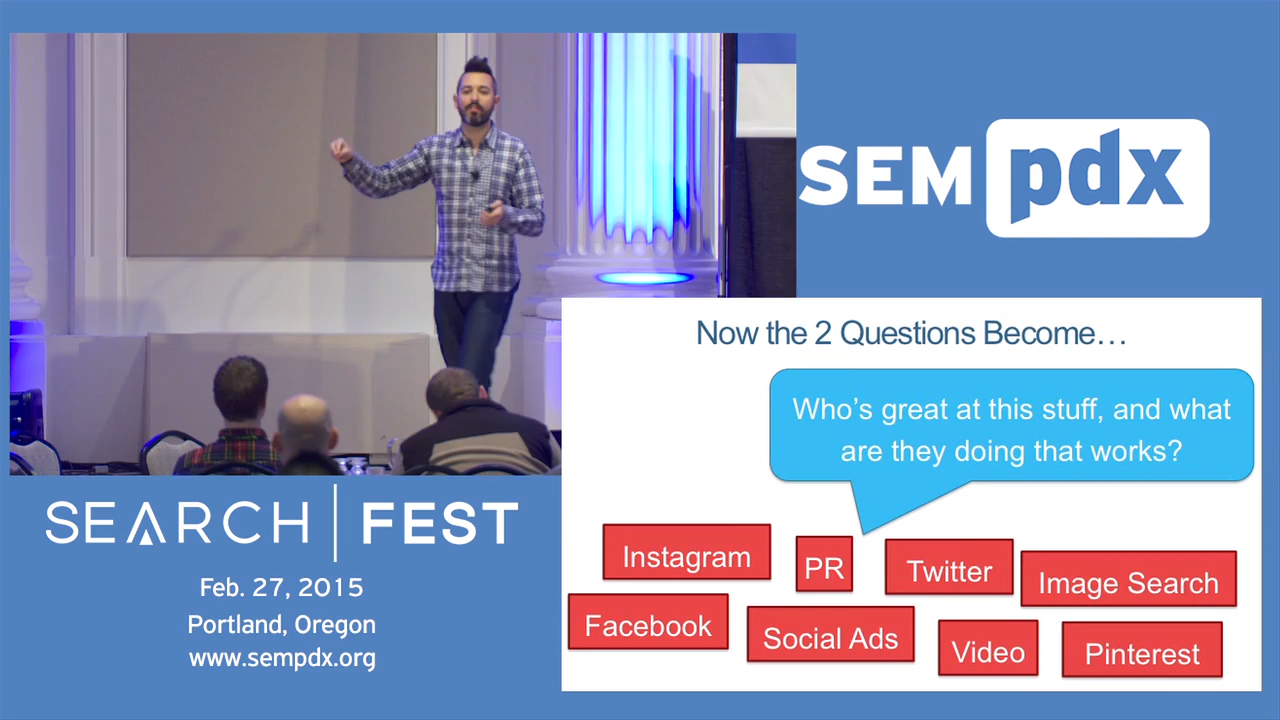 SEM pdx
Now the 2 Questions Become…
Who's great at this stuff, and what
are they doing that works?
Instagram
PR
Twitter
Image Search
Facebook
Social Ads
Video
Pinterest
SEARCH | FEST
Feb. 27, 2015
Portland, Oregon
www.sempdx.org